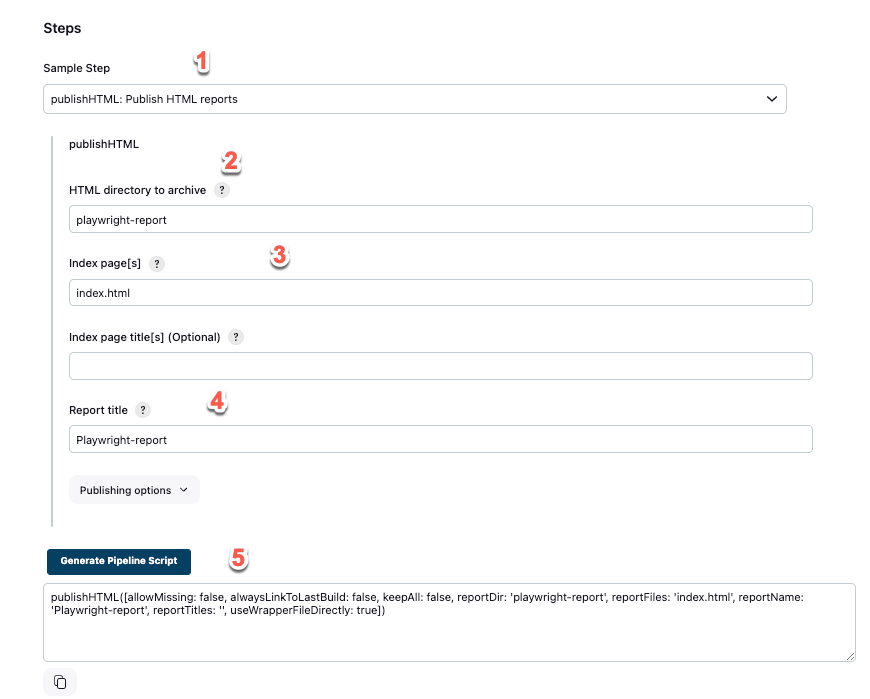 Steps
Sample Step
1
publishHTML: Publish HTML reports
publishHTML
2
HTML directory to archive ?
playwright-report
3
Index page[s] ?
index.html
Index page title[s] (Optional) ?
4
Report title ?
Playwright-report
Publishing options
Generate Pipeline Script
5
publishHTML([allowMissing: false, alwaysLinkToLastBuild: false, keepAll: false, reportDir: 'playwright-report', reportFiles: 'index.html', reportName:
'Playwright-report', reportTitles: '', useWrapperFileDirectly: true])